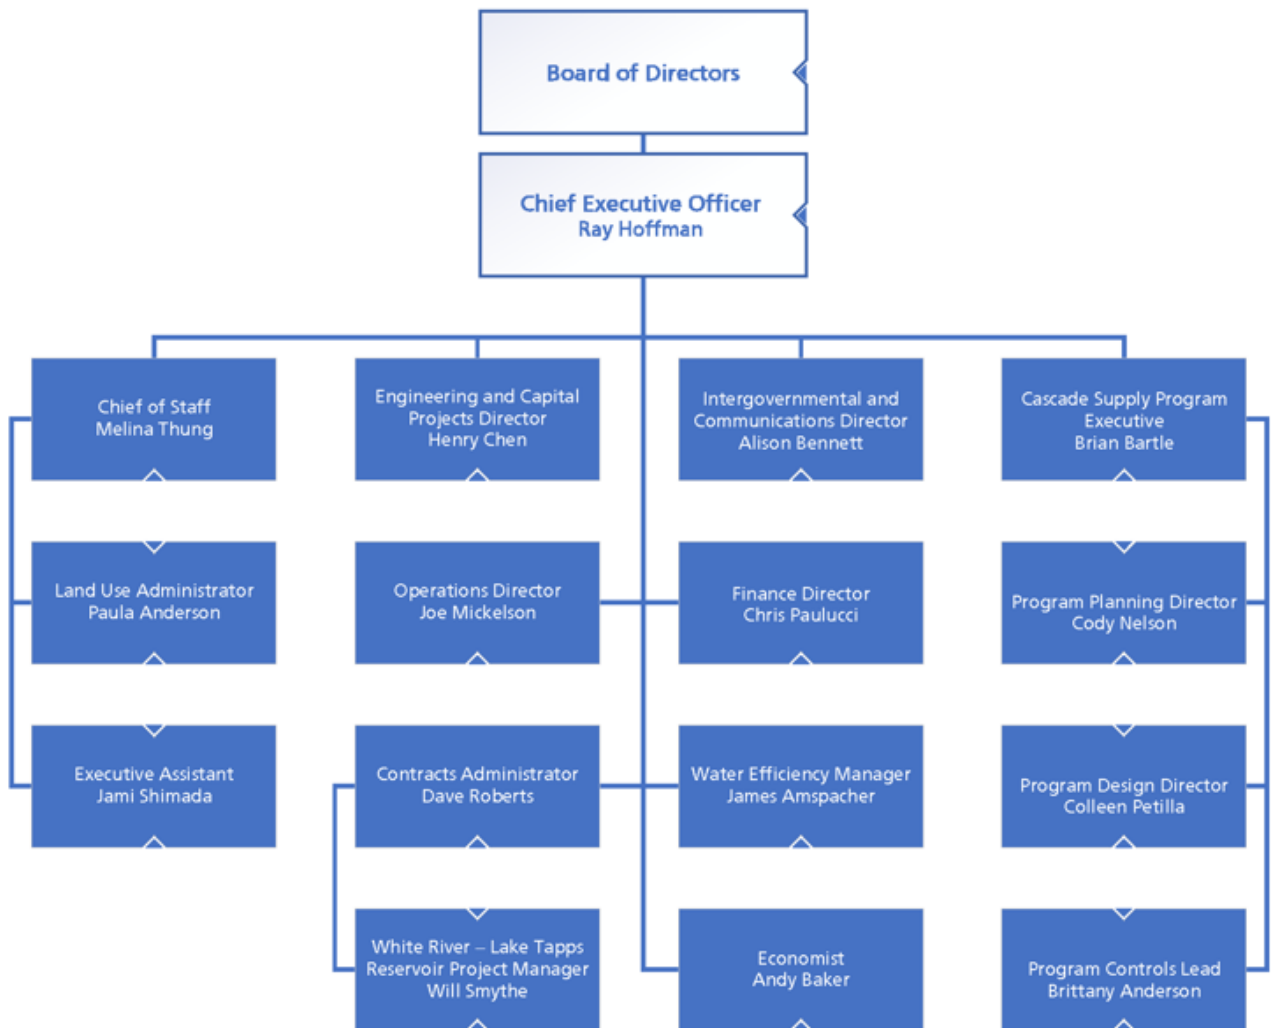 Board of Directors
Chief Executive Officer
Ray Hoffman
Chief of Staff
Melina Thung
Engineering and Capital
Projects Director
Henry Chen
Intergovernmental and
Communications Director
Alison Bennett
Cascade Supply Program
Executive
Brian Bartle
Land Use Administrator
Paula Anderson
Operations Director
Joe Mickelson
Finance Director
Chris Paulucci
Program Planning Director
Cody Nelson
Executive Assistant
Jami Shimada
Contracts Administrator
Dave Roberts
Water Efficiency Manager
James Amspacher
Program Design Director
Colleen Petilla
White River – Lake Tapps
Reservoir Project Manager
Will Smythe
Economist
Andy Baker
Program Controls Lead
Brittany Anderson